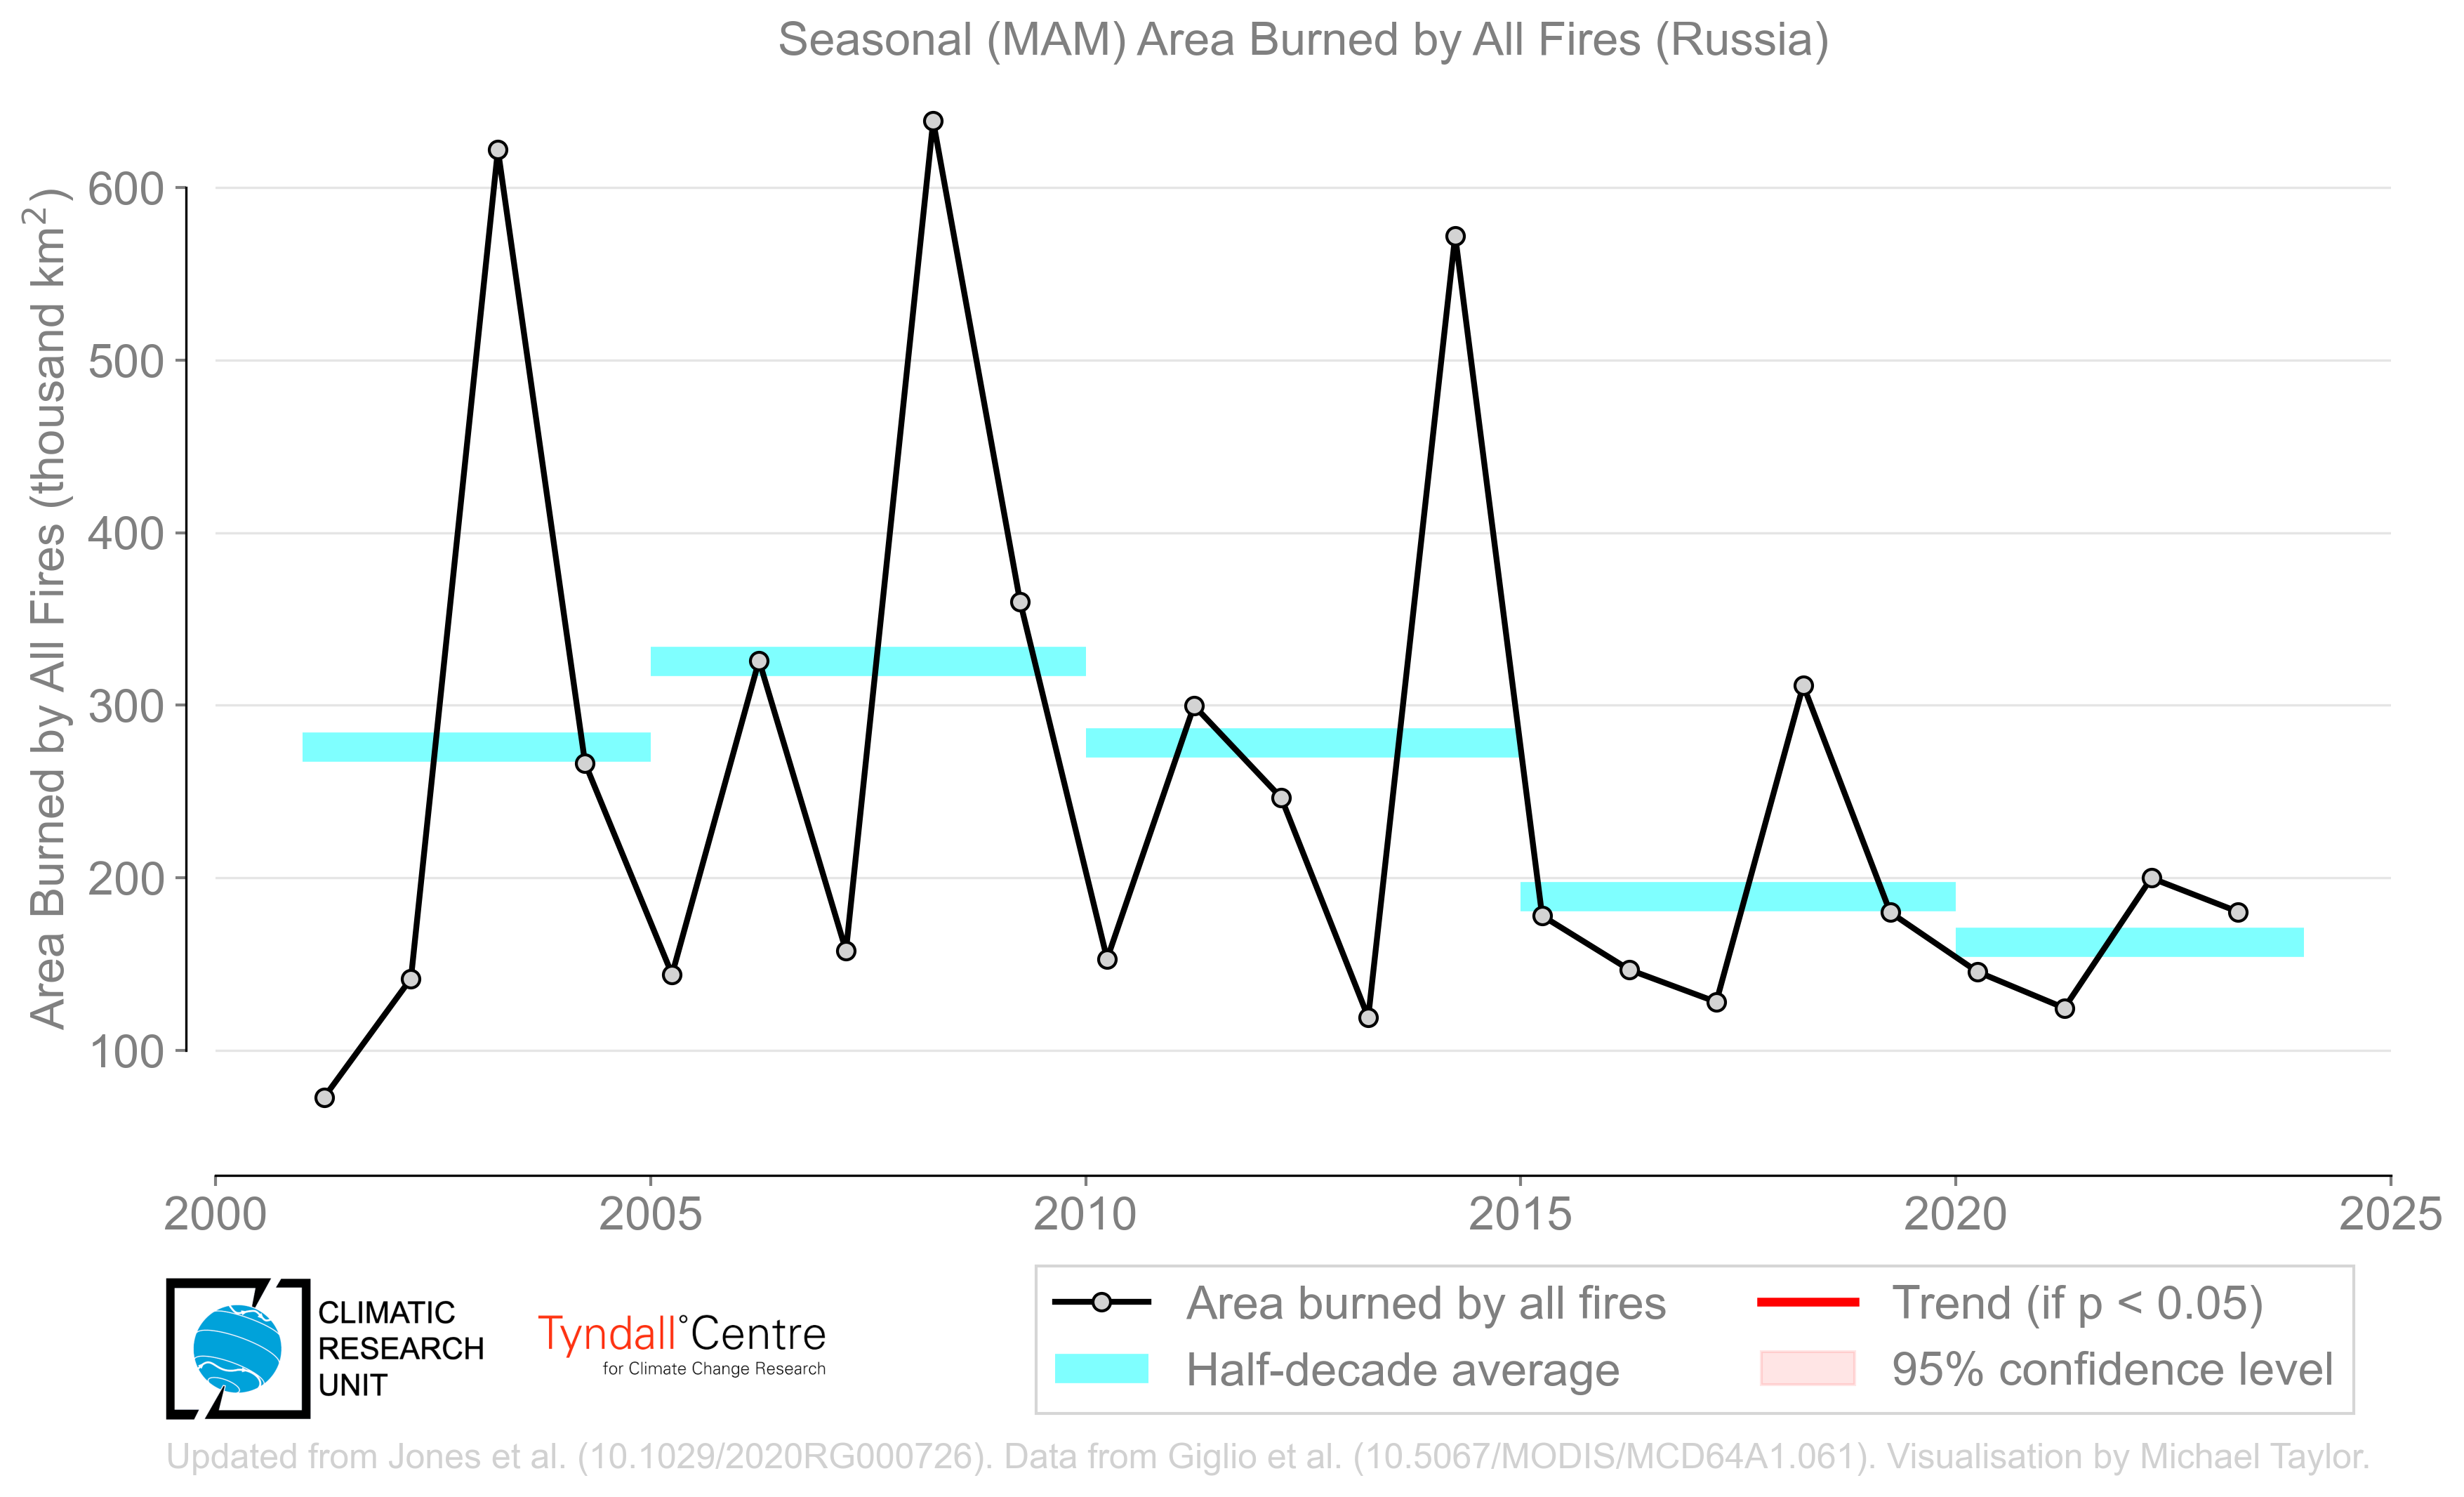 Seasonal (MAM) Area Burned by All Fires (Russia)
Area Burned by All Fires (thousand km²)
600
500
400
300
200
100
2000 2005 2010 2015 2020 2025
Area burned by all fires
Half-decade average
Trend (if p < 0.05)
95% confidence level
CLIMATIC
RESEARCH
UNIT
Tyndall°Centre
for Climate Change Research
Updated from Jones et al. (10.1029/2020RG000726). Data from Giglio et al. (10.5067/MODIS/MCD64A1.061). Visualisation by Michael Taylor.